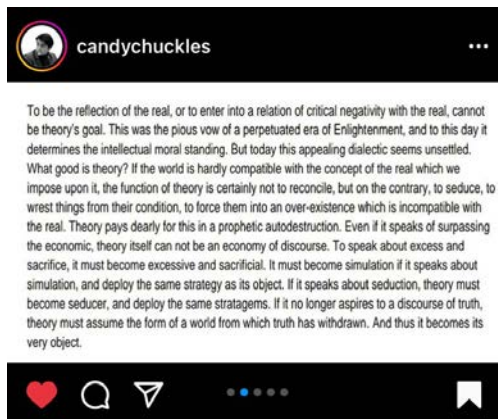 candychuckles
To be the reflection of the real, or to enter into a relation of critical negativity with the real, cannot
be theory's goal. This was the pious vow of a perpetuated era of Enlightenment, and to this day it
determines the intellectual moral standing. But today this appealing dialectic seems unsettled.
What good is theory? If the world is hardly compatible with the concept of the real which we
impose upon it, the function of theory is certainly not to reconcile, but on the contrary, to seduce, to
wrest things from their condition, to force them into an over-existence which is incompatible with
the real. Theory pays dearly for this in a prophetic autodestruction. Even if it speaks of surpassing
the economic, theory itself can not be an economy of discourse. To speak about excess and
sacrifice, it must become excessive and sacrificial. It must become simulation if it speaks about
simulation, and deploy the same strategy as its object. If it speaks about seduction, theory must
become seducer, and deploy the same stratagems. If it no longer aspires to a discourse of truth,
theory must assume the form of a world from which truth has withdrawn. And thus it becomes its
very object.